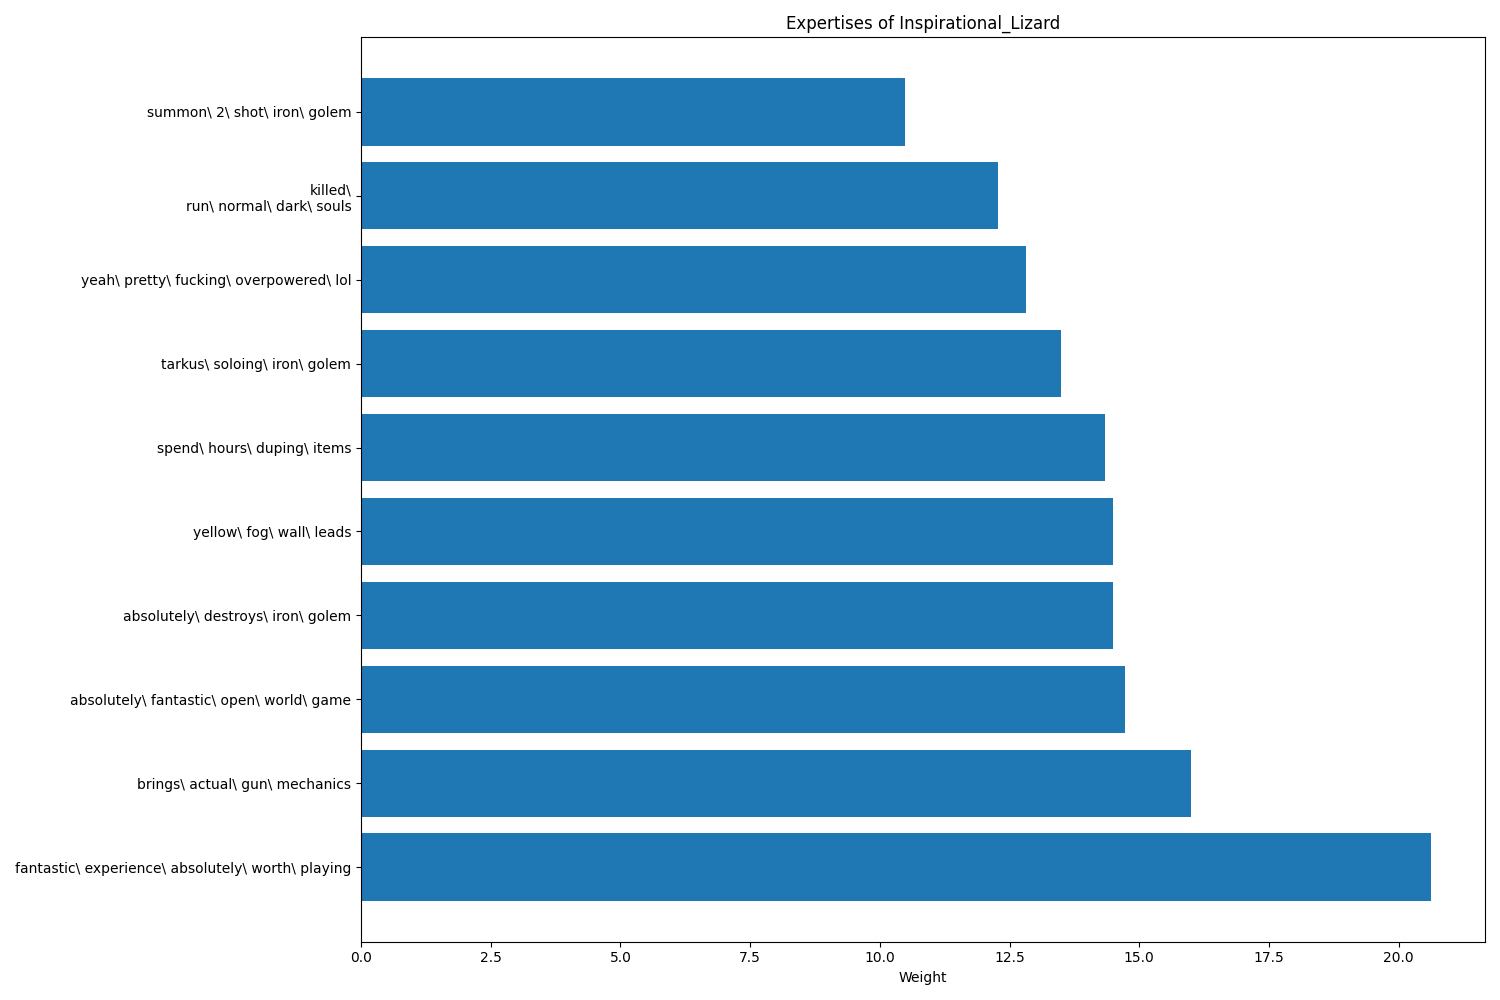 Expertises of Inspirational_Lizard
summon\ 2\ shot\ iron\ golem
killed\
run\ normal\ dark\ souls
yeah\ pretty\ fucking\ overpowered\ lol
tarkus\ soloing\ iron\ golem
spend\ hours\ duping\ items
yellow\ fog\ wall\ leads
absolutely\ destroys\ iron\ golem
absolutely\ fantastic\ open\ world\ game
brings\ actual\ gun\ mechanics
fantastic\ experience\ absolutely\ worth\ playing
0.0 2.5 5.0 7.5 10.0 12.5 15.0 17.5 20.0
Weight